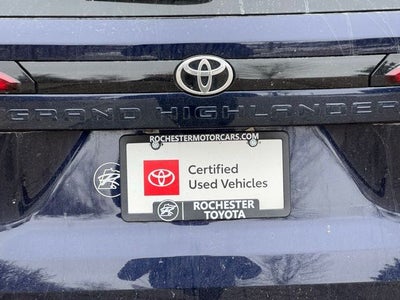 GRAND HIGHLANDER
ROCHESTERMOTORCARS.COM
Certified
Used Vehicles
ROCHESTER
TOYOTA